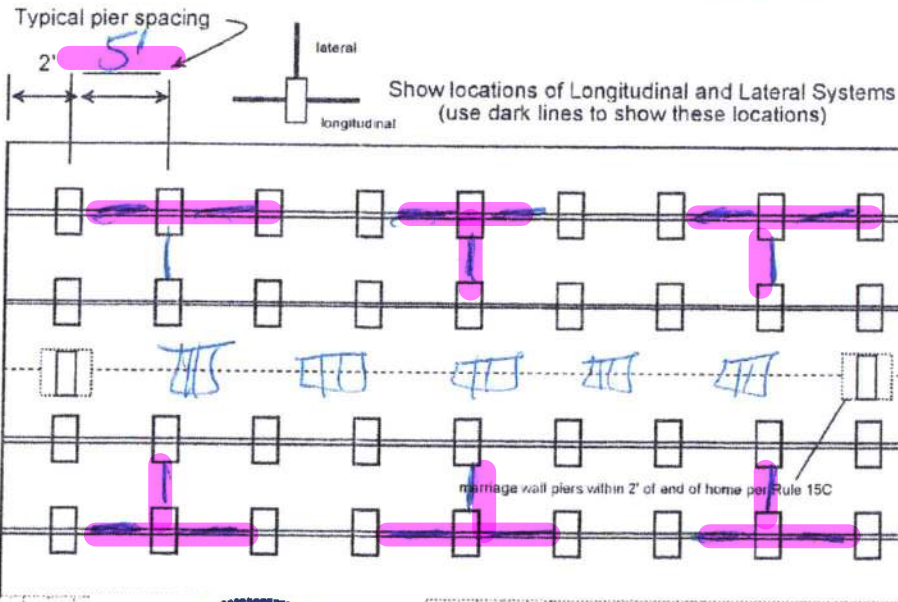 Typical pier spacing
2'
5'
lateral
longitudinal
Show locations of Longitudinal and Lateral Systems
(use dark lines to show these locations)
marriage wall piers within 2' of end of home per Rule 15C